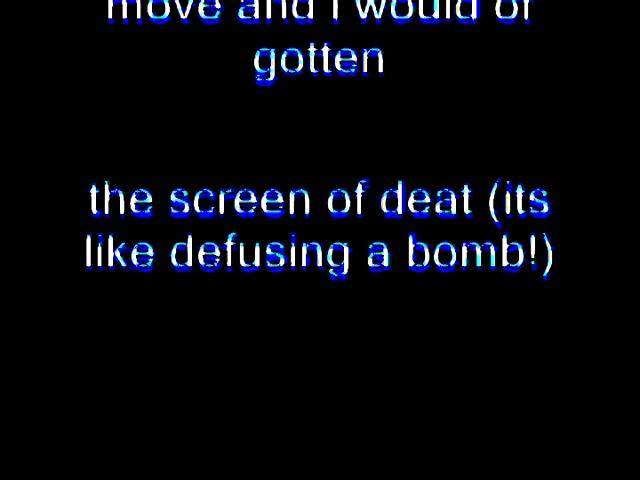 move and I would of
gotten
the screen of deat (its
like defusing a bomb!)